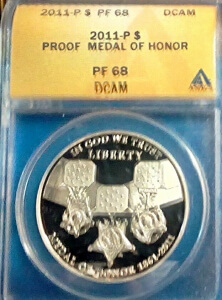 2011-P $ PF 68 DCAM
2011-P $
PROOF MEDAL OF HONOR
PF 68
DCAM
IN GOD WE TRUST
LIBERTY
MEDAL OF HONOR 1861-2011